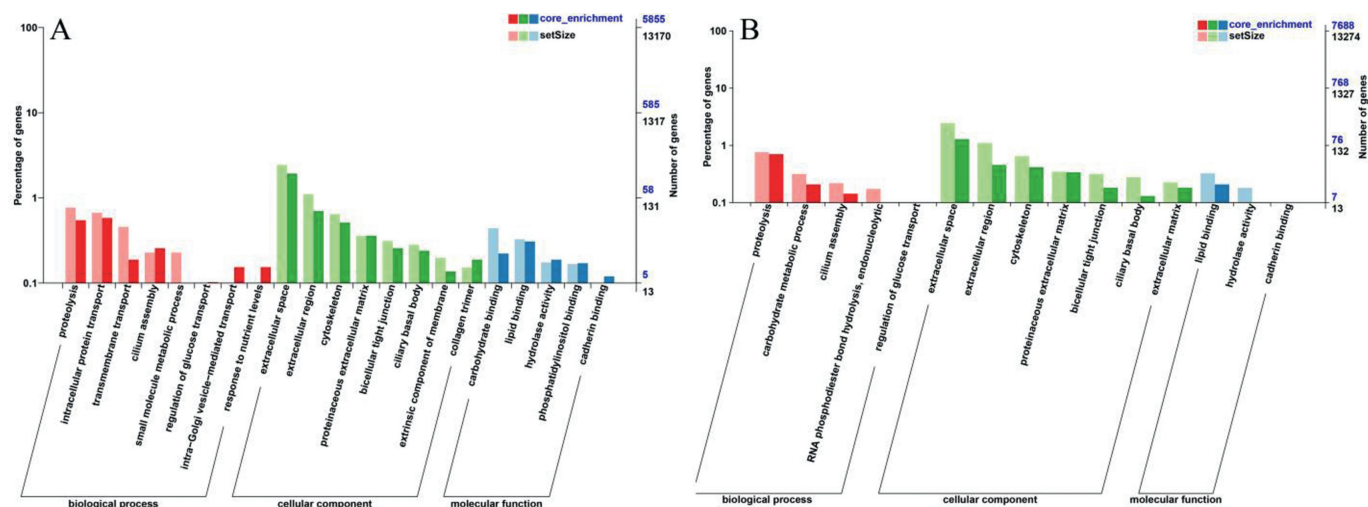 A
core_enrichment
setSize
100
10
1
0.1
Percentage of genes
5855
13170
585
1317
58
131
5
13
Number of genes
proteolysis
intracellular protein transport
transmembrane transport
cilium assembly
small molecule metabolic process
regulation of glucose transport
intra-Golgi vesicle-mediated transport
response to nutrient levels
extracellular space
extracellular region
cytoskeleton
proteinaceous extracellular matrix
bicellular tight junction
ciliary basal body
extrinsic component of membrane
collagen trimer
carbohydrate binding
lipid binding
hydrolase activity
phosphatidylinositol binding
cadherin binding
biological process
cellular component
molecular function
B
core_enrichment
setSize
100
10
1
0.1
Percentage of genes
7688
13274
768
1327
76
132
7
13
Number of genes
proteolysis
carbohydrate metabolic process
cilium assembly
RNA phosphodiester bond hydrolysis, endonucleolytic
regulation of glucose transport
extracellular space
extracellular region
cytoskeleton
proteinaceous extracellular matrix
bicellular tight junction
ciliary basal body
extracellular matrix
lipid binding
hydrolase activity
cadherin binding
biological process
cellular component
molecular function